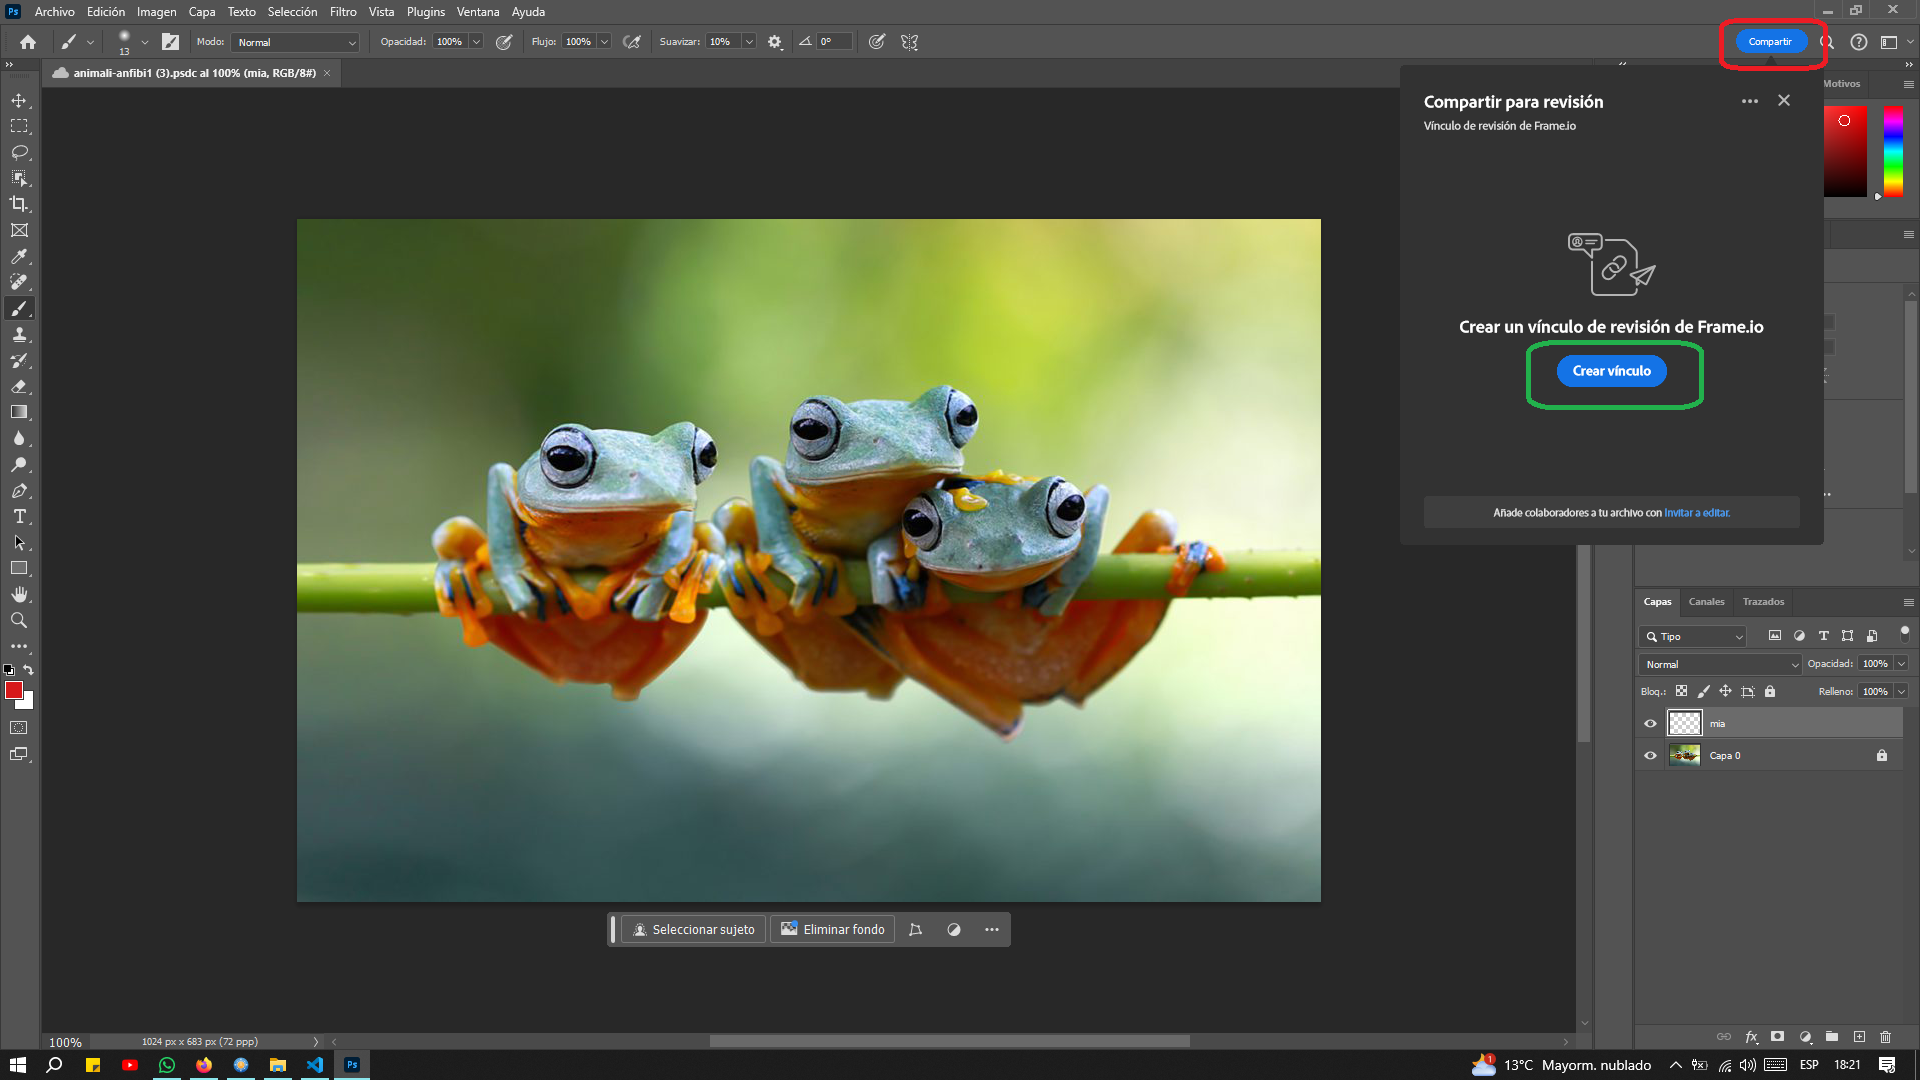 Ps Archivo Edición Imagen Capa Texto Selección Filtro Vista Plugins Ventana Ayuda
13 Modo: Normal Opacidad: 100% Flujo: 100% Suavizar: 10% 0° Compartir
animali-anfibi1 (3).psdc al 100% (mia, RGB/8#) ×
Motivos
Compartir para revisión
Vínculo de revisión de Frame.io
Crear un vínculo de revisión de Frame.io
Crear vínculo
Añade colaboradores a tu archivo con Invitar a editar.
Capas Canales Trazados
Tipo
Normal Opacidad: 100%
Bloq.: Relleno: 100%
mia
Capa 0
Seleccionar sujeto Eliminar fondo
100% 1024 px x 683 px (72 ppp)
fx
Ps 1 13°C Mayorm. nublado ESP 18:21